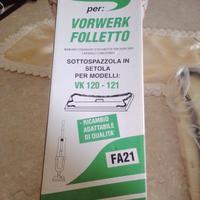 per:
VORWERK
FOLLETTO
SOTTOSPAZZOLA IN
SETOLA
PER MODELLI:
VK 120 - 121
• RICAMBIO
ADATTABILE
DI QUALITA'
FA21